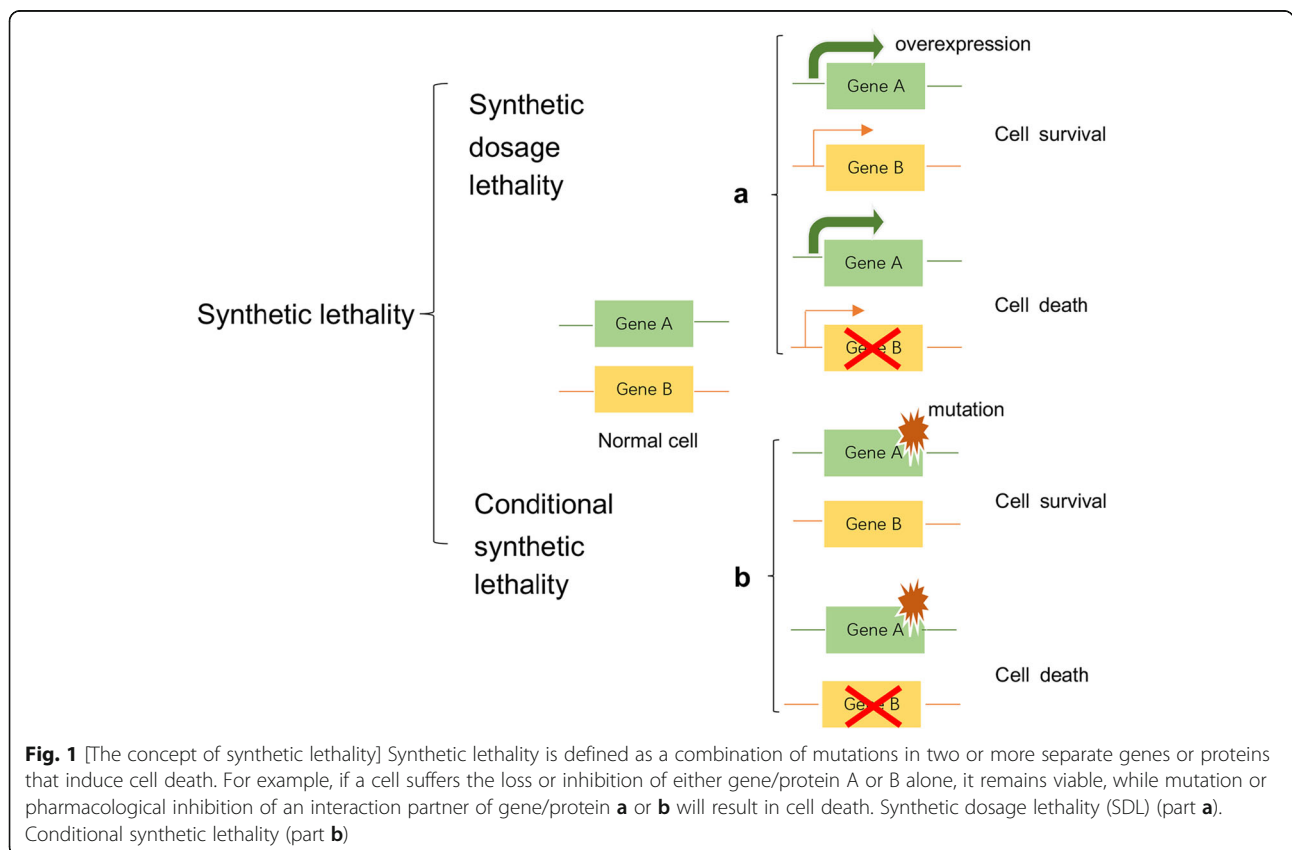 Synthetic lethality
Synthetic
dosage
lethality
Conditional
synthetic
lethality
Gene A
Gene B
Normal cell
a
overexpression
Gene A
Cell survival
Gene B
Gene A
Cell death
Gene B
b
mutation
Gene A
Cell survival
Gene B
Gene A
Cell death
Gene B
Fig. 1 [The concept of synthetic lethality] Synthetic lethality is defined as a combination of mutations in two or more separate genes or proteins
that induce cell death. For example, if a cell suffers the loss or inhibition of either gene/protein A or B alone, it remains viable, while mutation or
pharmacological inhibition of an interaction partner of gene/protein a or b will result in cell death. Synthetic dosage lethality (SDL) (part a).
Conditional synthetic lethality (part b)